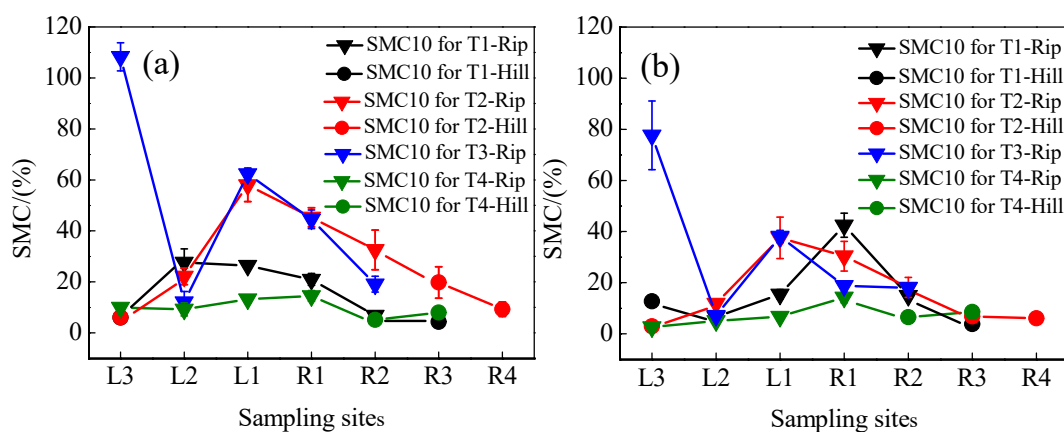 120
100
80
60
40
20
0
SMC/(%)
(a)
SMC10 for T1-Rip
SMC10 for T1-Hill
SMC10 for T2-Rip
SMC10 for T2-Hill
SMC10 for T3-Rip
SMC10 for T4-Rip
SMC10 for T4-Hill
L3 L2 L1 R1 R2 R3 R4
Sampling sites
120
100
80
60
40
20
0
SMC/(%)
(b)
SMC10 for T1-Rip
SMC10 for T1-Hill
SMC10 for T2-Rip
SMC10 for T2-Hill
SMC10 for T3-Rip
SMC10 for T4-Rip
SMC10 for T4-Hill
L3 L2 L1 R1 R2 R3 R4
Sampling sites